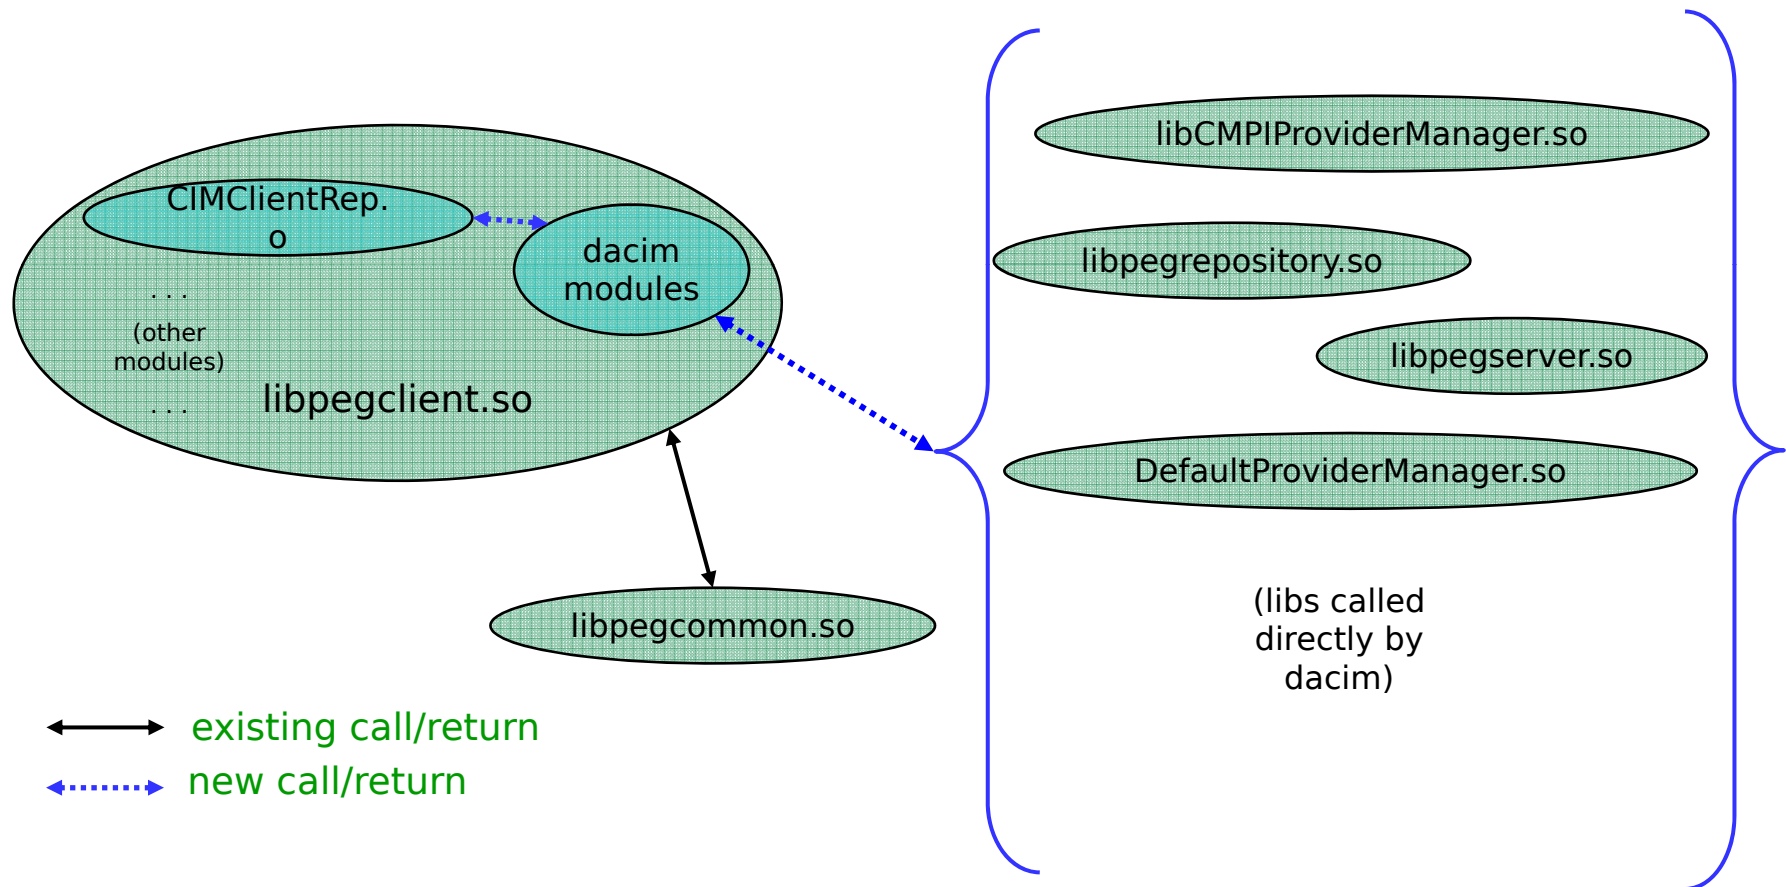 CIMClientRep.
o
dacim
modules
. . .
(other
modules)
. . .
libpegclient.so
libpegcommon.so
libCMPIProviderManager.so
libpegrepository.so
libpegserver.so
DefaultProviderManager.so
(libs called
directly by
dacim)
existing call/return
new call/return